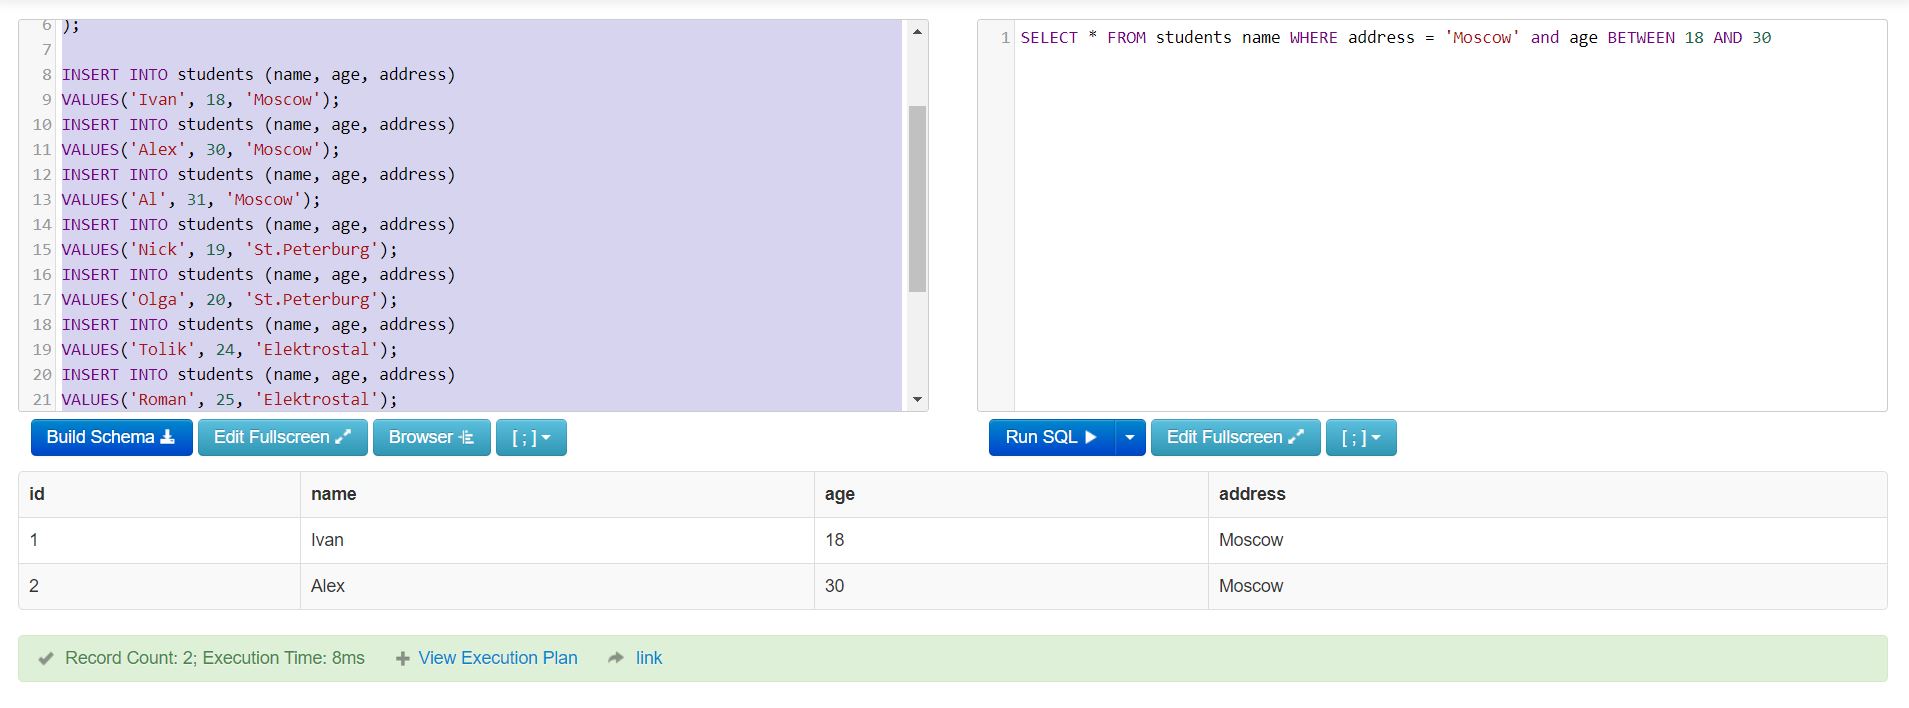 6 );
7
8 INSERT INTO students (name, age, address)
9 VALUES('Ivan', 18, 'Moscow');
10 INSERT INTO students (name, age, address)
11 VALUES('Alex', 30, 'Moscow');
12 INSERT INTO students (name, age, address)
13 VALUES('Al', 31, 'Moscow');
14 INSERT INTO students (name, age, address)
15 VALUES('Nick', 19, 'St.Peterburg');
16 INSERT INTO students (name, age, address)
17 VALUES('Olga', 20, 'St.Peterburg');
18 INSERT INTO students (name, age, address)
19 VALUES('Tolik', 24, 'Elektrostal');
20 INSERT INTO students (name, age, address)
21 VALUES('Roman', 25, 'Elektrostal');
1 SELECT * FROM students name WHERE address = 'Moscow' and age BETWEEN 18 AND 30
Build Schema Edit Fullscreen Browser [ ; ]
Run SQL Edit Fullscreen [ ; ]
id name age address
1 Ivan 18 Moscow
2 Alex 30 Moscow
Record Count: 2; Execution Time: 8ms View Execution Plan link